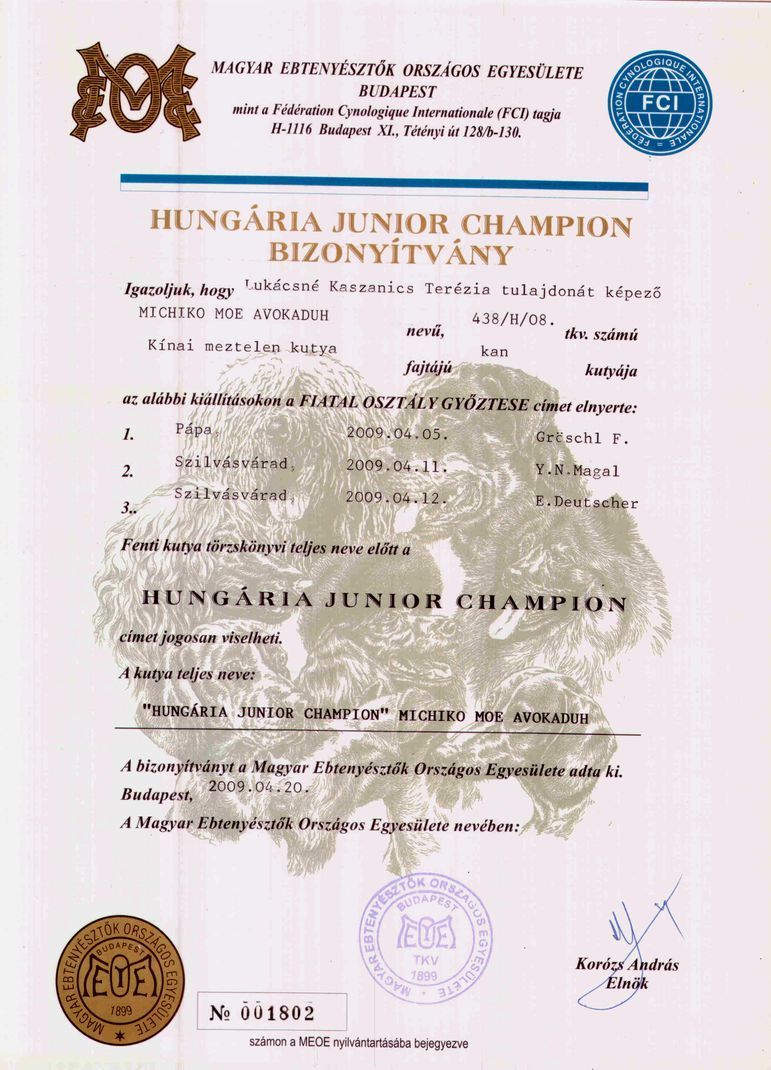 MAGYAR EBTENYÉSZTŐK ORSZÁGOS EGYESÜLETE
BUDAPEST
mint a Fédération Cynologique Internationale (FCI) tagja
H-1116 Budapest XI., Tétényi út 128/b-130.
FEDERATION CYNOLOGIQUE INTERNATIONALE
FCI
HUNGÁRIA JUNIOR CHAMPION
BIZONYÍTVÁNY
Igazoljuk, hogy Lukácsné Kaszanics Terézia tulajdonát képező
MICHIKO MOE AVOKADUH nevű, 438/H/08. tkv. számú
Kínai meztelen kutya fajtájú kan kutyája
az alábbi kiállításokon a FIATAL OSZTÁLY GYŐZTESE címet elnyerte:
1. Pápa, 2009.04.05. Gröschl F.
2. Szilvásvárad, 2009.04.11. Y.N.Magal
3.. Szilvásvárad, 2009.04.12. E.Deutscher
Fenti kutya törzskönyvi teljes neve előtt a
HUNGÁRIA JUNIOR CHAMPION
címet jogosan viselheti.
A kutya teljes neve:
"HUNGÁRIA JUNIOR CHAMPION" MICHIKO MOE AVOKADUH
A bizonyítványt a Magyar Ebtenyésztők Országos Egyesülete adta ki.
Budapest, 2009.04.20.
A Magyar Ebtenyésztők Országos Egyesülete nevében:
MAGYAR EBTENYÉSZTŐK ORSZÁGOS EGYESÜLETE
BUDAPEST
MEOE
TKV
1899
Korózs András
Elnök
MAGYAR EBTENYÉSZTŐK ORSZÁGOS EGYESÜLETE
BUDAPEST
MEOE
1899
№ 001802
számon a MEOE nyilvántartásába bejegyezve